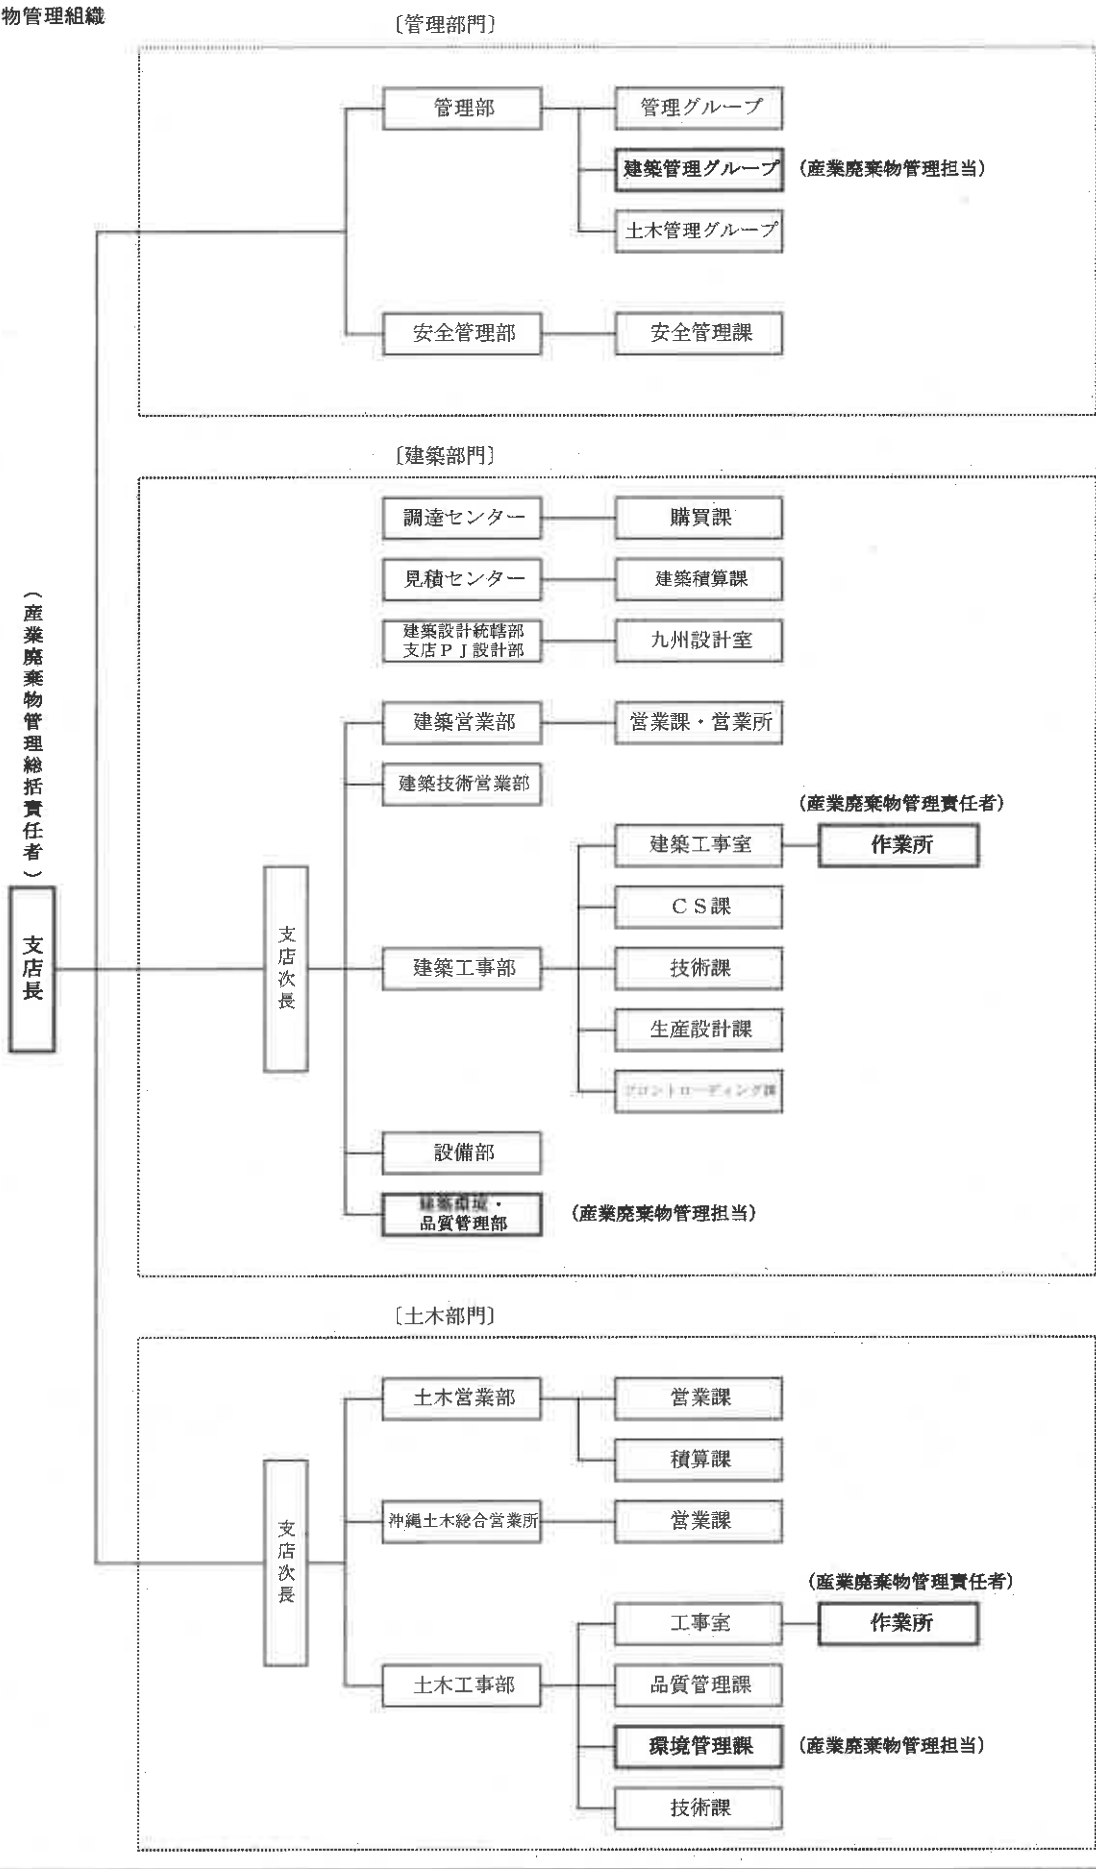 物管理組織
〔管理部門〕
管理部
管理グループ
建築管理グループ
(産業廃棄物管理担当)
土木管理グループ
安全管理部
安全管理課
〔建築部門〕
調達センター
購買課
見積センター
建築積算課
建築設計統轄部
支店PJ設計部
九州設計室
建築営業部
営業課・営業所
建築技術営業部
(産業廃棄物管理責任者)
建築工事室
作業所
CS課
(産業廃棄物管理総括責任者)
支店長
支店次長
建築工事部
技術課
生産設計課
フロントローディング課
設備部
建築環境・
品質管理部
(産業廃棄物管理担当)
〔土木部門〕
土木営業部
営業課
積算課
支店次長
沖縄土木総合営業所
営業課
(産業廃棄物管理責任者)
工事室
作業所
土木工事部
品質管理課
環境管理課
(産業廃棄物管理担当)
技術課